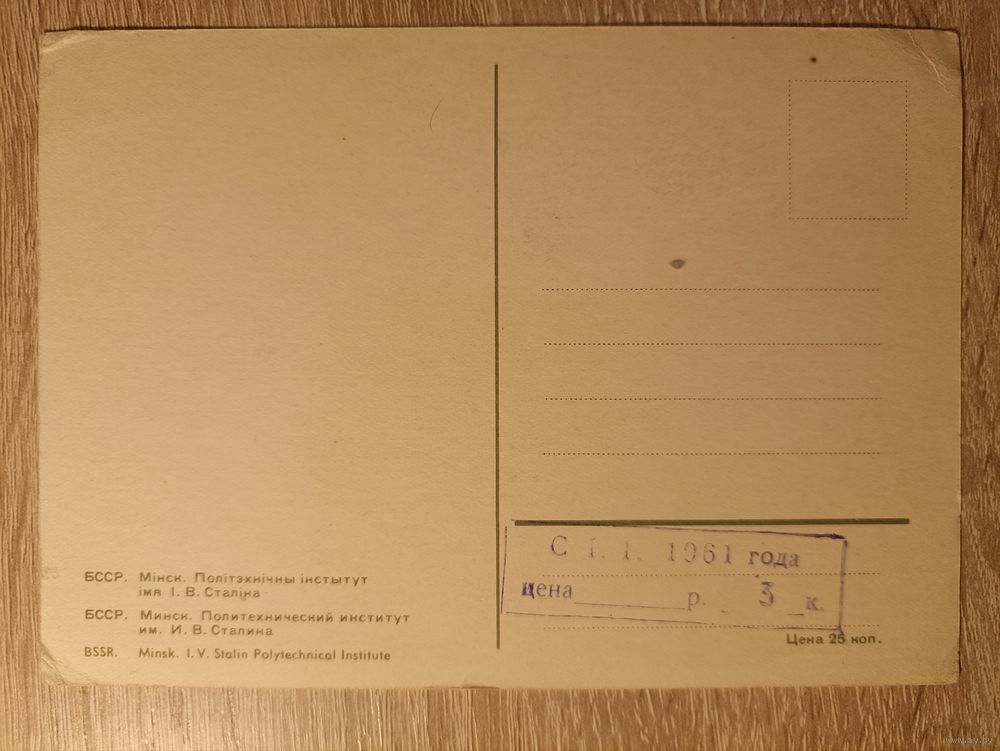 БССР. Мінск. Політэхнічны інстытут
імя І. В. Сталіна
БССР. Минск. Политехнический институт
им. И. В. Сталина
BSSR. Minsk. I. V. Stalin Polytechnical Institute
С 1. 1. 1961 года
цена р. 3 к.
Цена 25 коп.